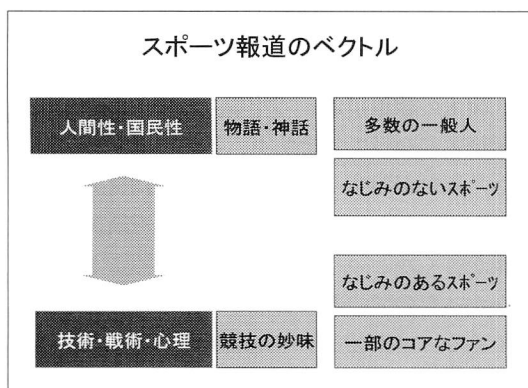 スポーツ報道のベクトル
人間性・国民性 物語・神話 多数の一般人
なじみのないスポーツ
なじみのあるスポーツ
技術・戦術・心理 競技の妙味 一部のコアなファン